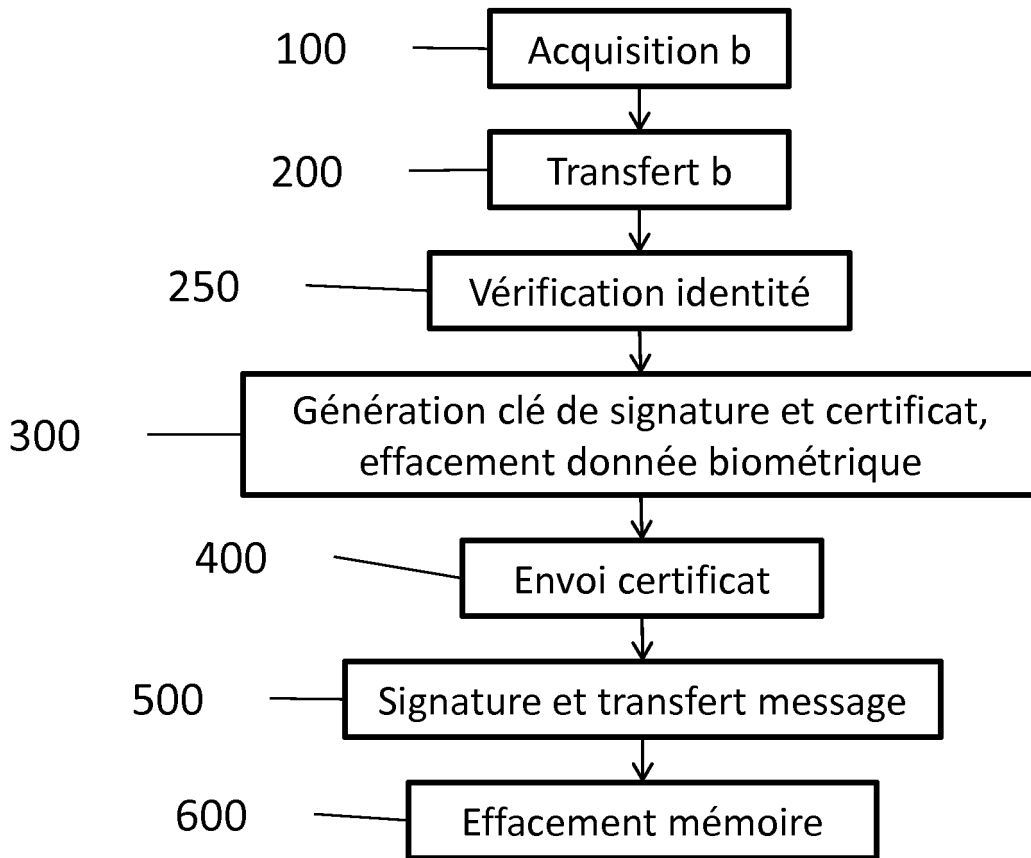 100 Acquisition b
200 Transfert b
250 Vérification identité
300 Génération clé de signature et certificat,
effacement donnée biométrique
400 Envoi certificat
500 Signature et transfert message
600 Effacement mémoire